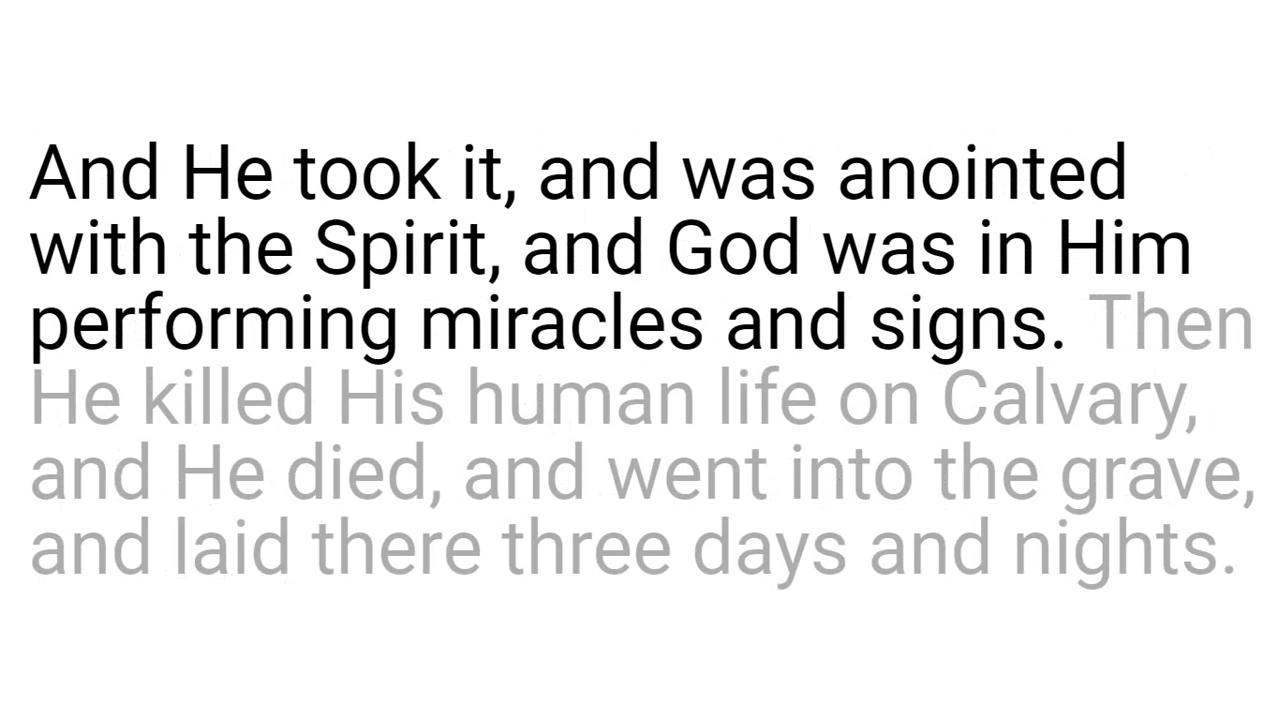 And He took it, and was anointed
with the Spirit, and God was in Him
performing miracles and signs. Then
He killed His human life on Calvary,
and He died, and went into the grave,
and laid there three days and nights.